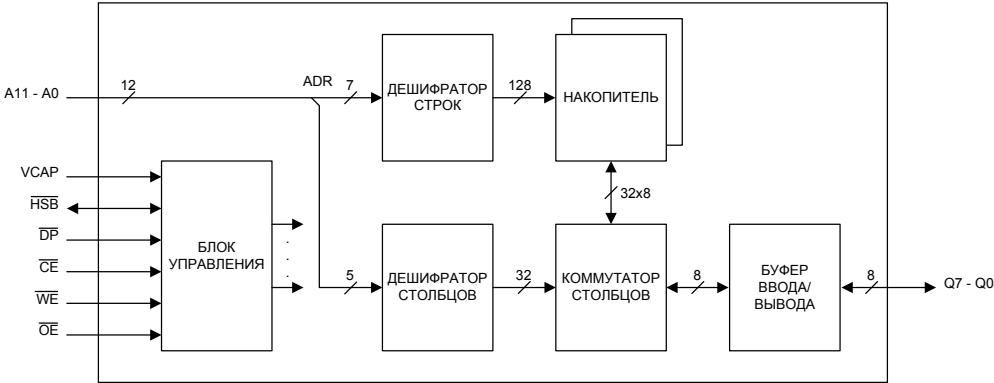 A11 - A0
12
ADR
7
ДЕШИФРАТОР
СТРОК
128
НАКОПИТЕЛЬ
32x8
VCAP
HSB
DP
CE
WE
OE
БЛОК
УПРАВЛЕНИЯ
5
ДЕШИФРАТОР
СТОЛБЦОВ
32
КОММУТАТОР
СТОЛБЦОВ
8
БУФЕР
ВВОДА/
ВЫВОДА
8
Q7 - Q0